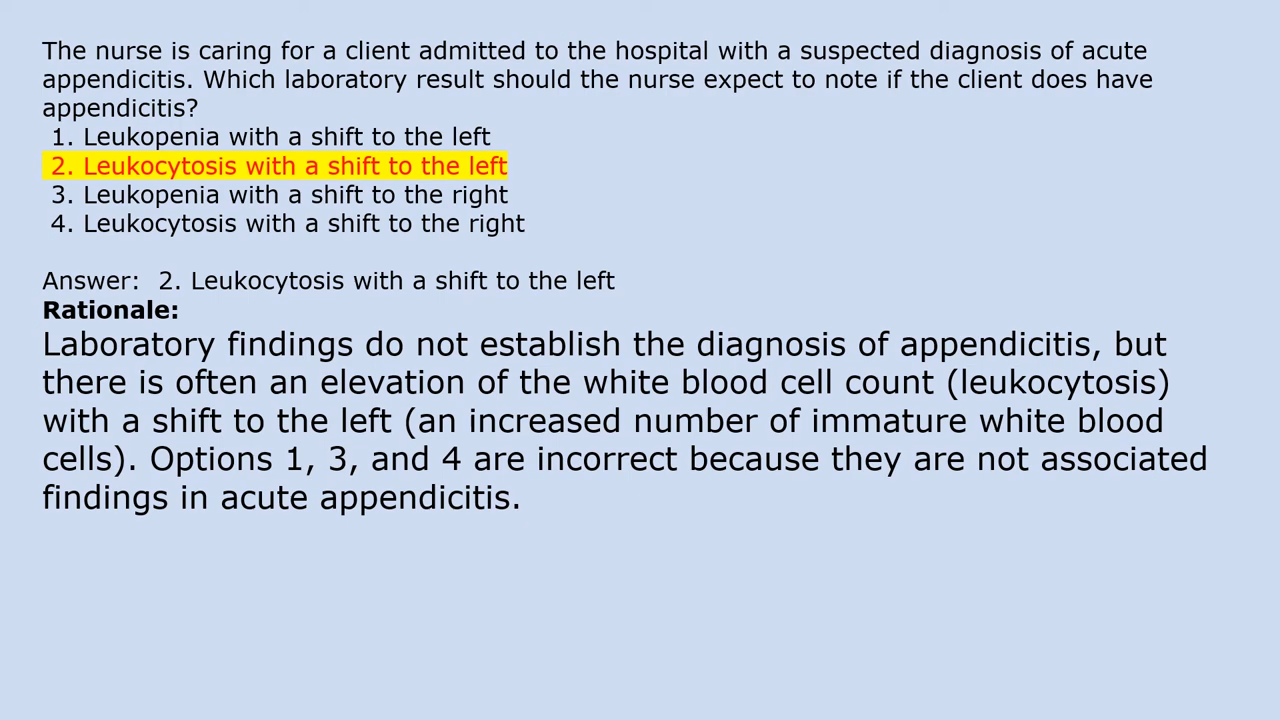 The nurse is caring for a client admitted to the hospital with a suspected diagnosis of acute
appendicitis. Which laboratory result should the nurse expect to note if the client does have
appendicitis?
1. Leukopenia with a shift to the left
2. Leukocytosis with a shift to the left
3. Leukopenia with a shift to the right
4. Leukocytosis with a shift to the right
Answer: 2. Leukocytosis with a shift to the left
Rationale:
Laboratory findings do not establish the diagnosis of appendicitis, but
there is often an elevation of the white blood cell count (leukocytosis)
with a shift to the left (an increased number of immature white blood
cells). Options 1, 3, and 4 are incorrect because they are not associated
findings in acute appendicitis.